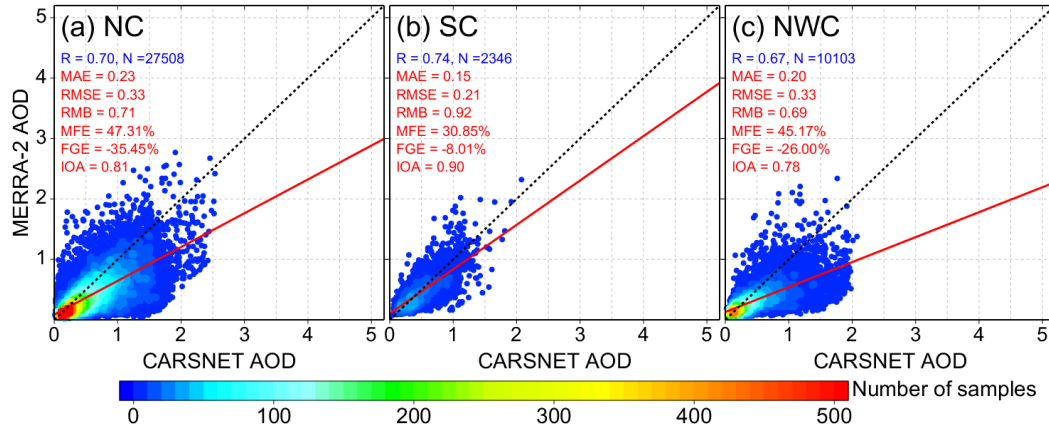 (a) NC
R = 0.70, N =27508
MAE = 0.23
RMSE = 0.33
RMB = 0.71
MFE = 47.31%
FGE = -35.45%
IOA = 0.81
(b) SC
R = 0.74, N =2346
MAE = 0.15
RMSE = 0.21
RMB = 0.92
MFE = 30.85%
FGE = -8.01%
IOA = 0.90
(c) NWC
R = 0.67, N =10103
MAE = 0.20
RMSE = 0.33
RMB = 0.69
MFE = 45.17%
FGE = -26.00%
IOA = 0.78
MERRA-2 AOD
5
4
3
2
1
0 1 2 3 4 5
0 1 2 3 4 5
0 1 2 3 4 5
CARSNET AOD
CARSNET AOD
CARSNET AOD
Number of samples
0 100 200 300 400 500